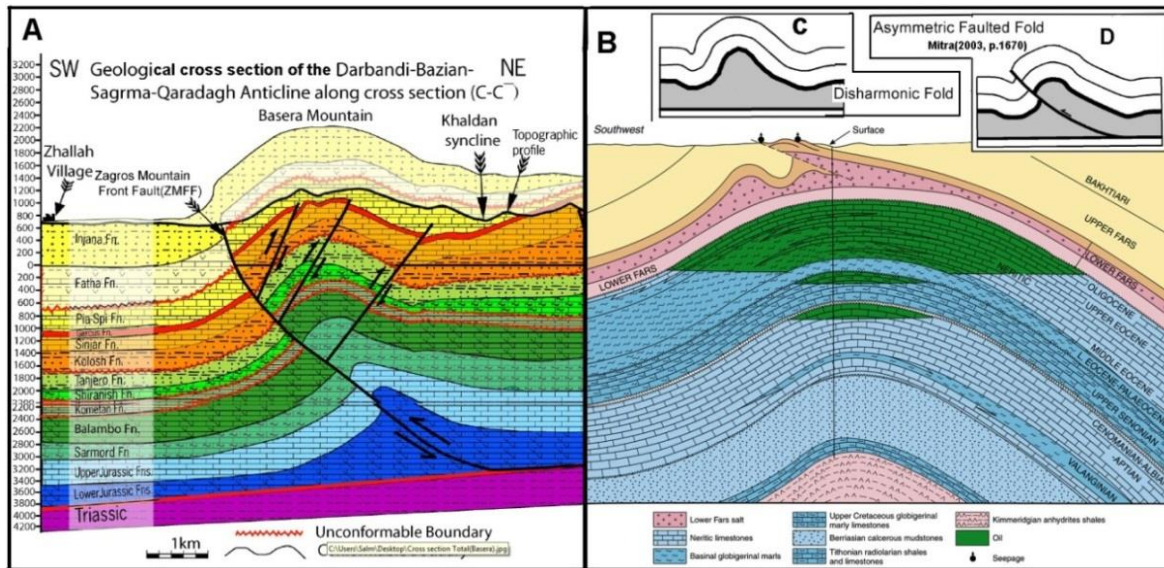 A
SW
Geological cross section of the Darbandi-Bazian-
NE
Sagrma-Qaradagh Anticline along cross section (C-C¯)
Basera Mountain
Khaldan
syncline
Topographic
profile
Zhallah
Village
Zagros Mountain
Front Fault(ZMFF)
3200
3000
2800
2600
2400
2200
2000
1800
1600
1400
1200
1000
800
600
400
200
0
200
400
600
800
1000
1200
1400
1600
1800
2000
2200
2400
2600
2800
3000
3200
3400
3600
3800
4000
4200
Injana Fn.
Fatha Fn.
Pila Spi Fn.
Sinjar Fn.
Kolosh Fn.
Tanjero Fn.
Shiranish Fn.
Kometan Fn.
Balambo Fn.
Sarmord Fn
UpperJurassic Fns.
LowerJurassic Fns.
Triassic
1km
Unconformable Boundary
C:\Users\Salm\Desktop\Cross section Total(Basera).jpg
B
C
Disharmonic Fold
Asymmetric Faulted Fold
Mitra(2003, p.1670)
D
Southwest
Surface
BAKHTIARI
UPPER FARS
LOWER FARS
LOWER FARS
OLIGOCENE
UPPER EOCENE
MIDDLE EOCENE
L. EOCENE-PALAEOCENE
UPPER SENONIAN
CENOMANIAN-ALBIAN
-APTIAN
VALANGINIAN
Lower Fars salt
Neritic limestones
Basinal globigerinal marls
Upper Cretaceous globigerinal
marly limestones
Berriasian calcerous mudstones
Tithonian radiolarian shales
and limestones
Kimmeridgian anhydrites shales
Oil
Seepage